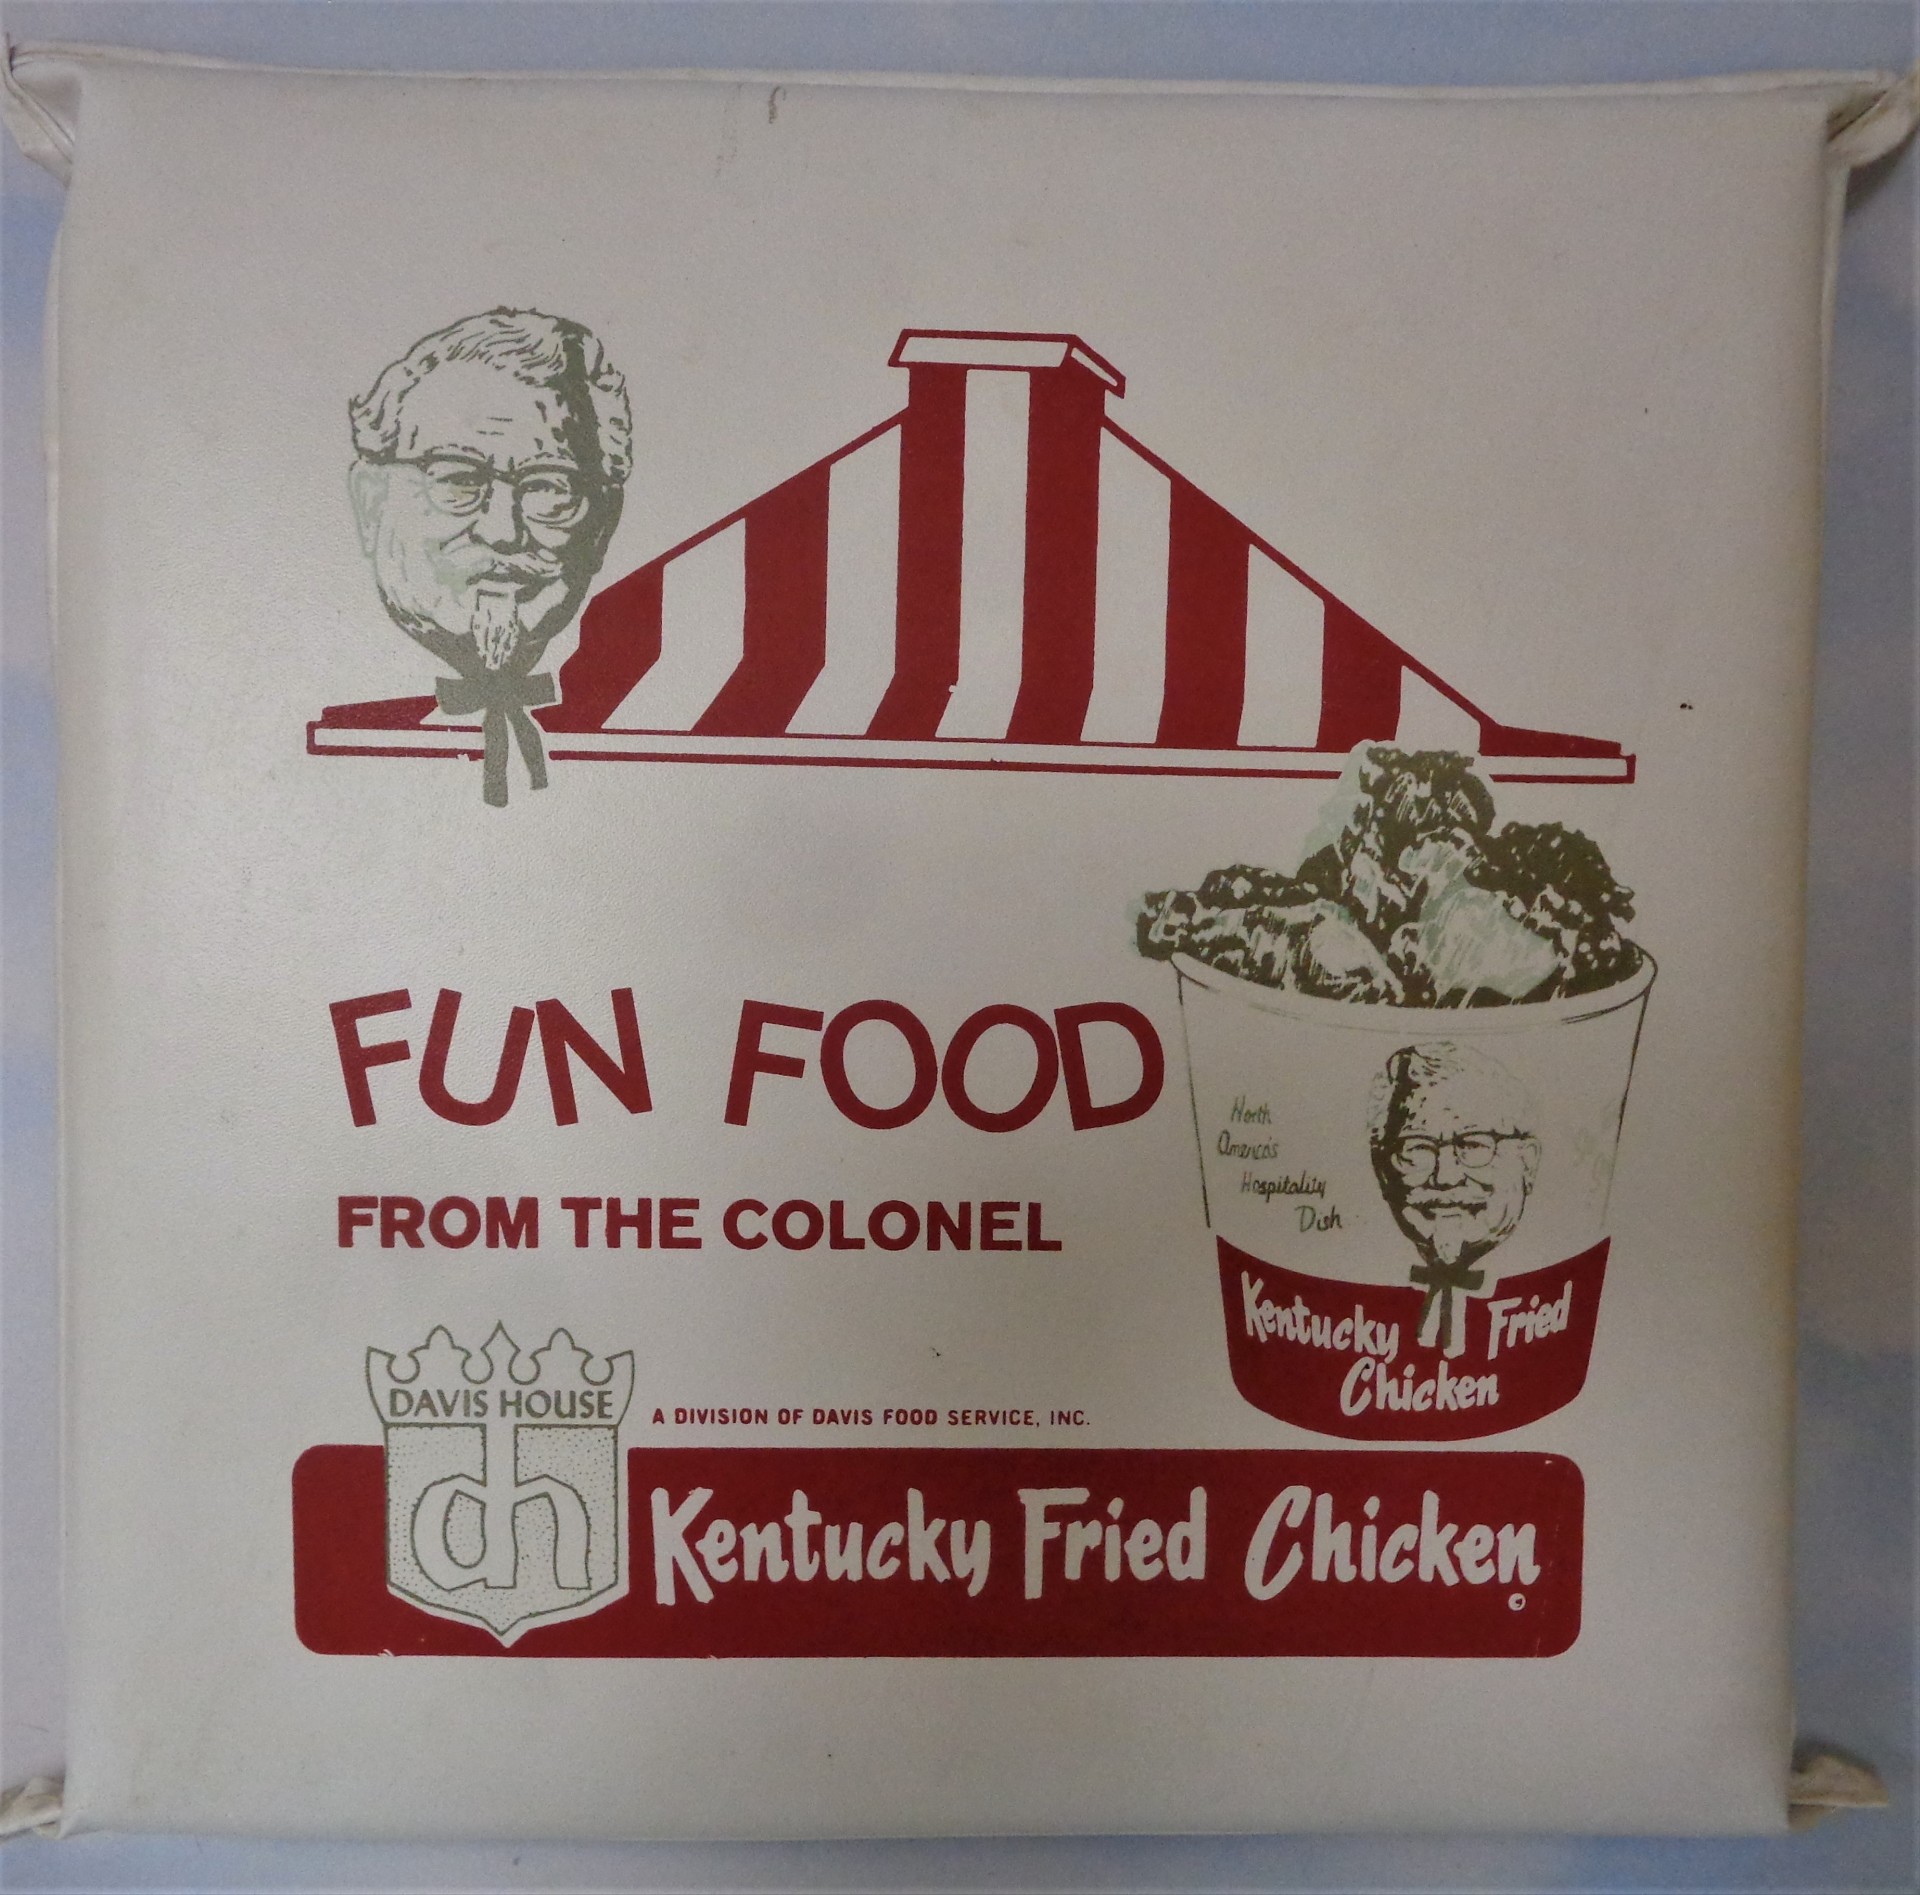 FUN FOOD
FROM THE COLONEL
North
America's
Hospitality
Dish
Kentucky Fried
Chicken
DAVIS HOUSE
A DIVISION OF DAVIS FOOD SERVICE, INC.
dh
Kentucky Fried Chicken